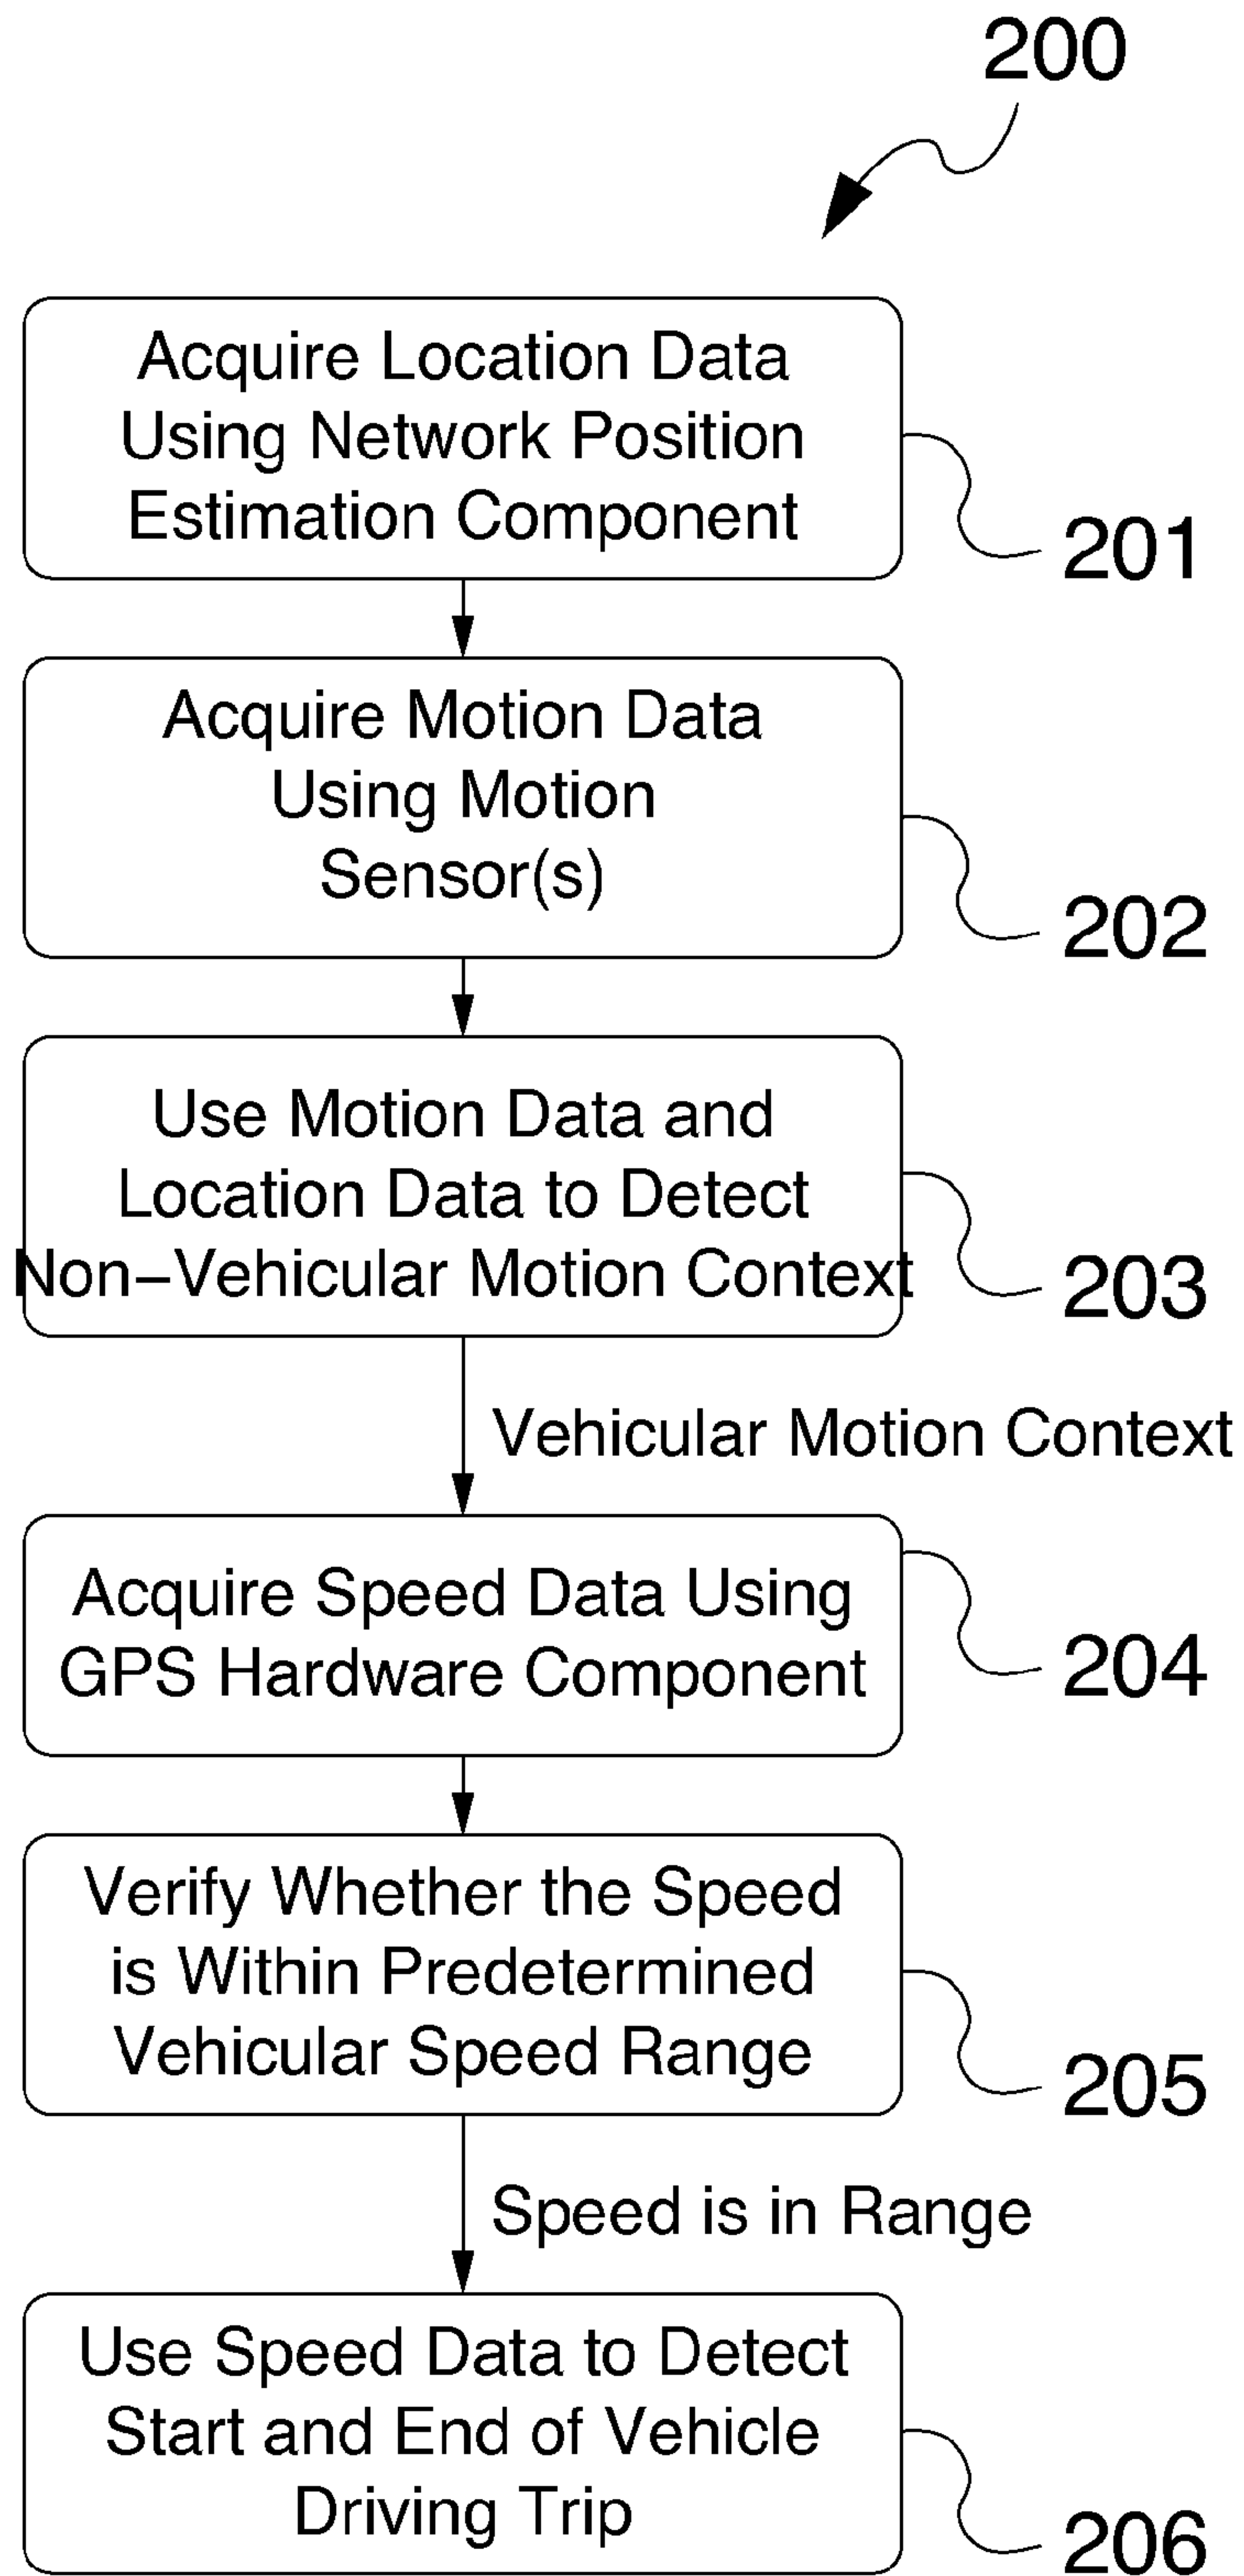 200
Acquire Location Data
Using Network Position
Estimation Component
201
Acquire Motion Data
Using Motion
Sensor(s)
202
Use Motion Data and
Location Data to Detect
Non–Vehicular Motion Context
203
Vehicular Motion Context
Acquire Speed Data Using
GPS Hardware Component
204
Verify Whether the Speed
is Within Predetermined
Vehicular Speed Range
205
Speed is in Range
Use Speed Data to Detect
Start and End of Vehicle
Driving Trip
206